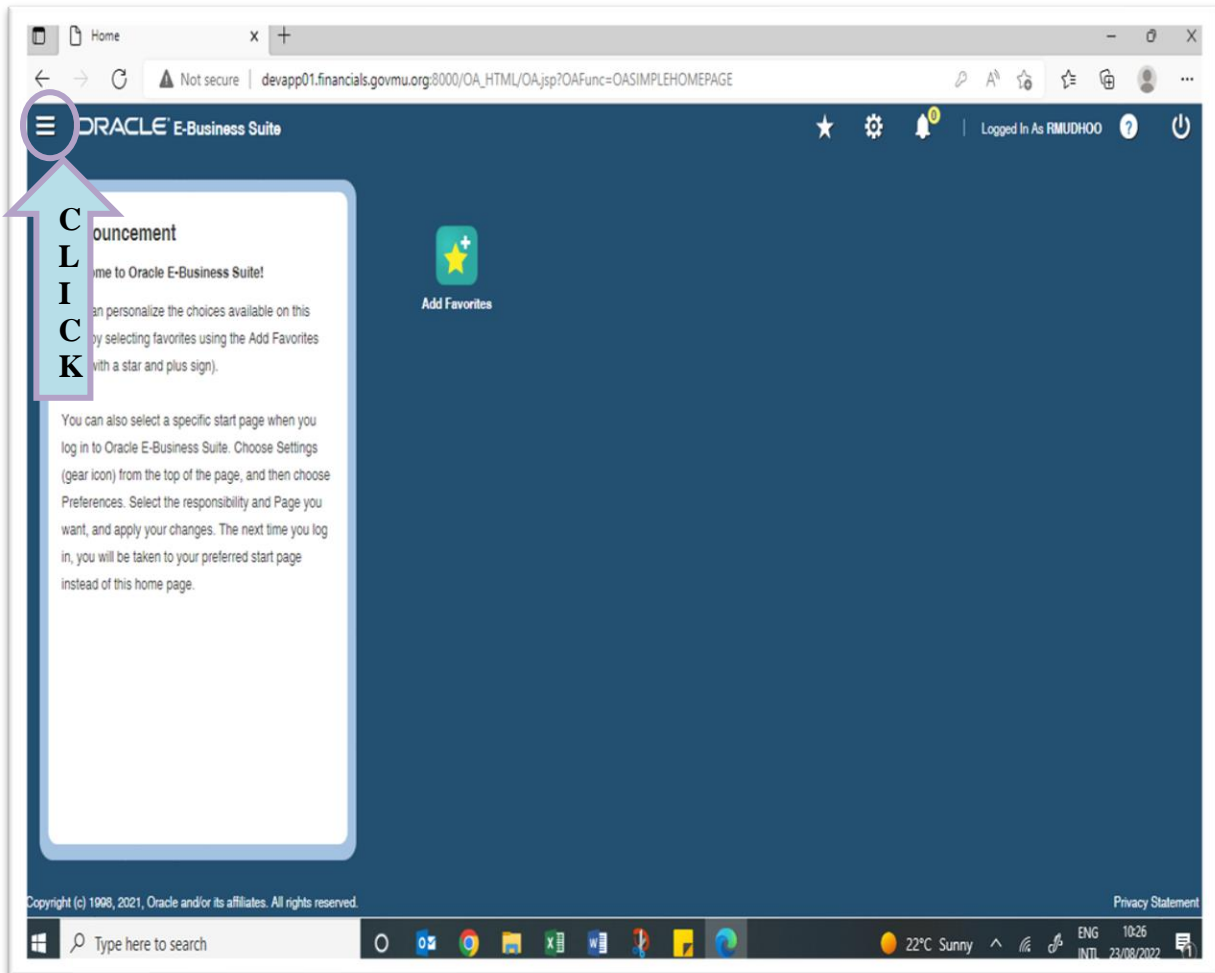 Home
Not secure | devapp01.financials.govmu.org:8000/OA_HTML/OA.jsp?OAFunc=OASIMPLEHOMEPAGE
ORACLE E-Business Suite
0
Logged In As RMUDHOO
?
CLICK
ouncement
ome to Oracle E-Business Suite!
an personalize the choices available on this
by selecting favorites using the Add Favorites
with a star and plus sign).
You can also select a specific start page when you
log in to Oracle E-Business Suite. Choose Settings
(gear icon) from the top of the page, and then choose
Preferences. Select the responsibility and Page you
want, and apply your changes. The next time you log
in, you will be taken to your preferred start page
instead of this home page.
Add Favorites
Copyright (c) 1998, 2021, Oracle and/or its affiliates. All rights reserved.
Privacy Statement
Type here to search
22°C Sunny
ENG
INTL
10:26
23/08/2022
1